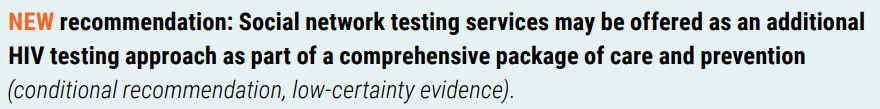 NEW recommendation: Social network testing services may be offered as an additional
HIV testing approach as part of a comprehensive package of care and prevention
(conditional recommendation, low-certainty evidence).